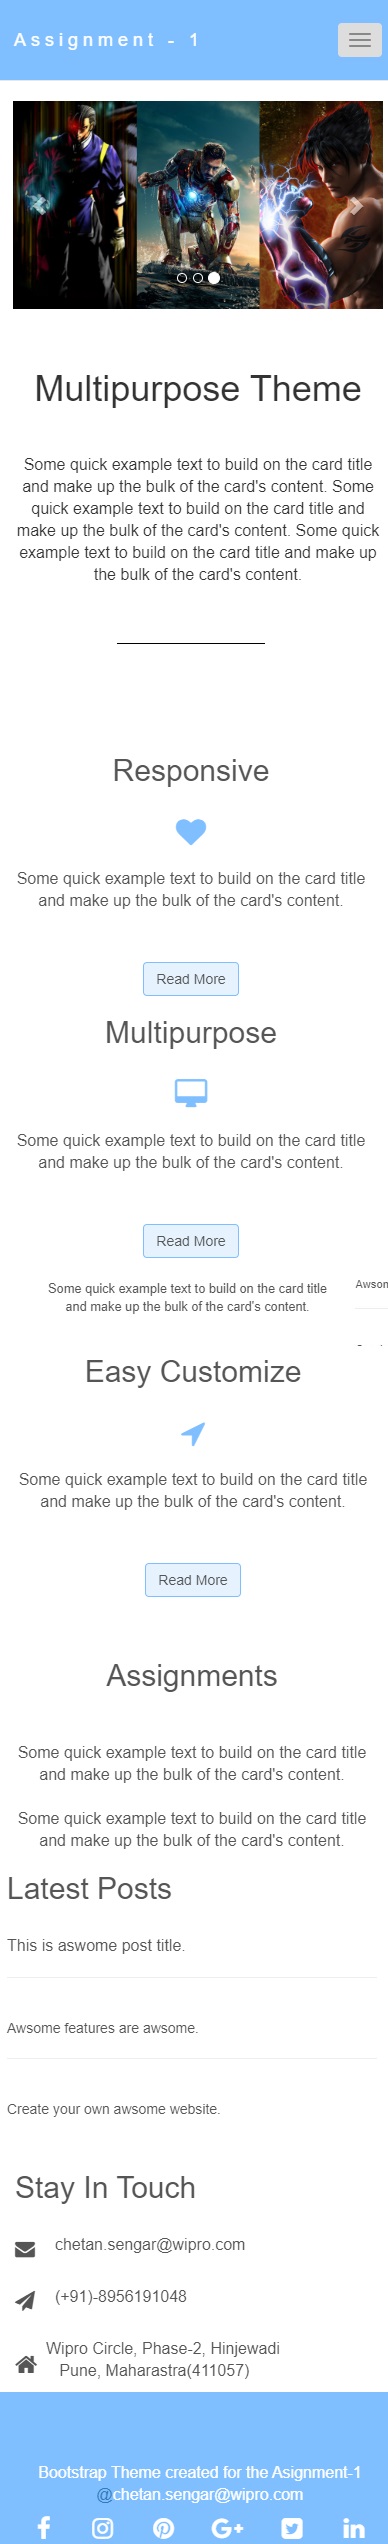 Assignment - 1
Multipurpose Theme
Some quick example text to build on the card title
and make up the bulk of the card's content. Some
quick example text to build on the card title and
make up the bulk of the card's content. Some quick
example text to build on the card title and make up
the bulk of the card's content.
Responsive
Some quick example text to build on the card title
and make up the bulk of the card's content.
Read More
Multipurpose
Some quick example text to build on the card title
and make up the bulk of the card's content.
Read More
Some quick example text to build on the card title
and make up the bulk of the card's content.
Awson
Easy Customize
Some quick example text to build on the card title
and make up the bulk of the card's content.
Read More
Assignments
Some quick example text to build on the card title
and make up the bulk of the card's content.
Some quick example text to build on the card title
and make up the bulk of the card's content.
Latest Posts
This is aswome post title.
Awsome features are awsome.
Create your own awsome website.
Stay In Touch
chetan.sengar@wipro.com
(+91)-8956191048
Wipro Circle, Phase-2, Hinjewadi
Pune, Maharastra(411057)
Bootstrap Theme created for the Asignment-1
@chetan.sengar@wipro.com